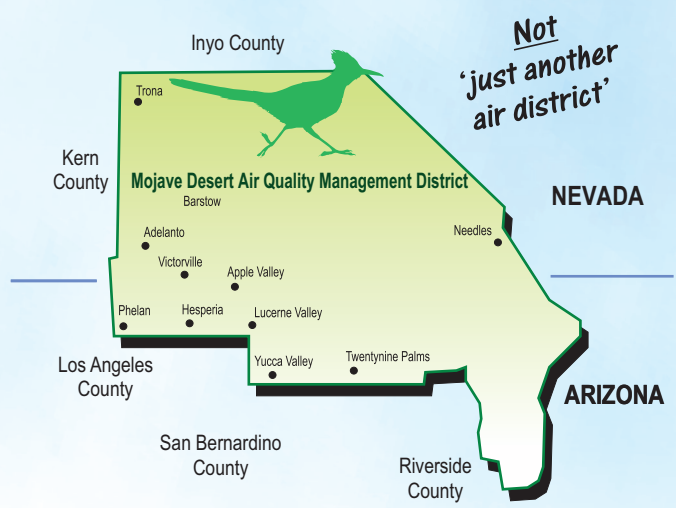 Inyo County
Not
‘just another
air district’
Trona
Kern
County
Mojave Desert Air Quality Management District
NEVADA
Barstow
Adelanto
Needles
Victorville
Apple Valley
Phelan
Hesperia
Lucerne Valley
Los Angeles
County
Yucca Valley
Twentynine Palms
ARIZONA
San Bernardino
County
Riverside
County